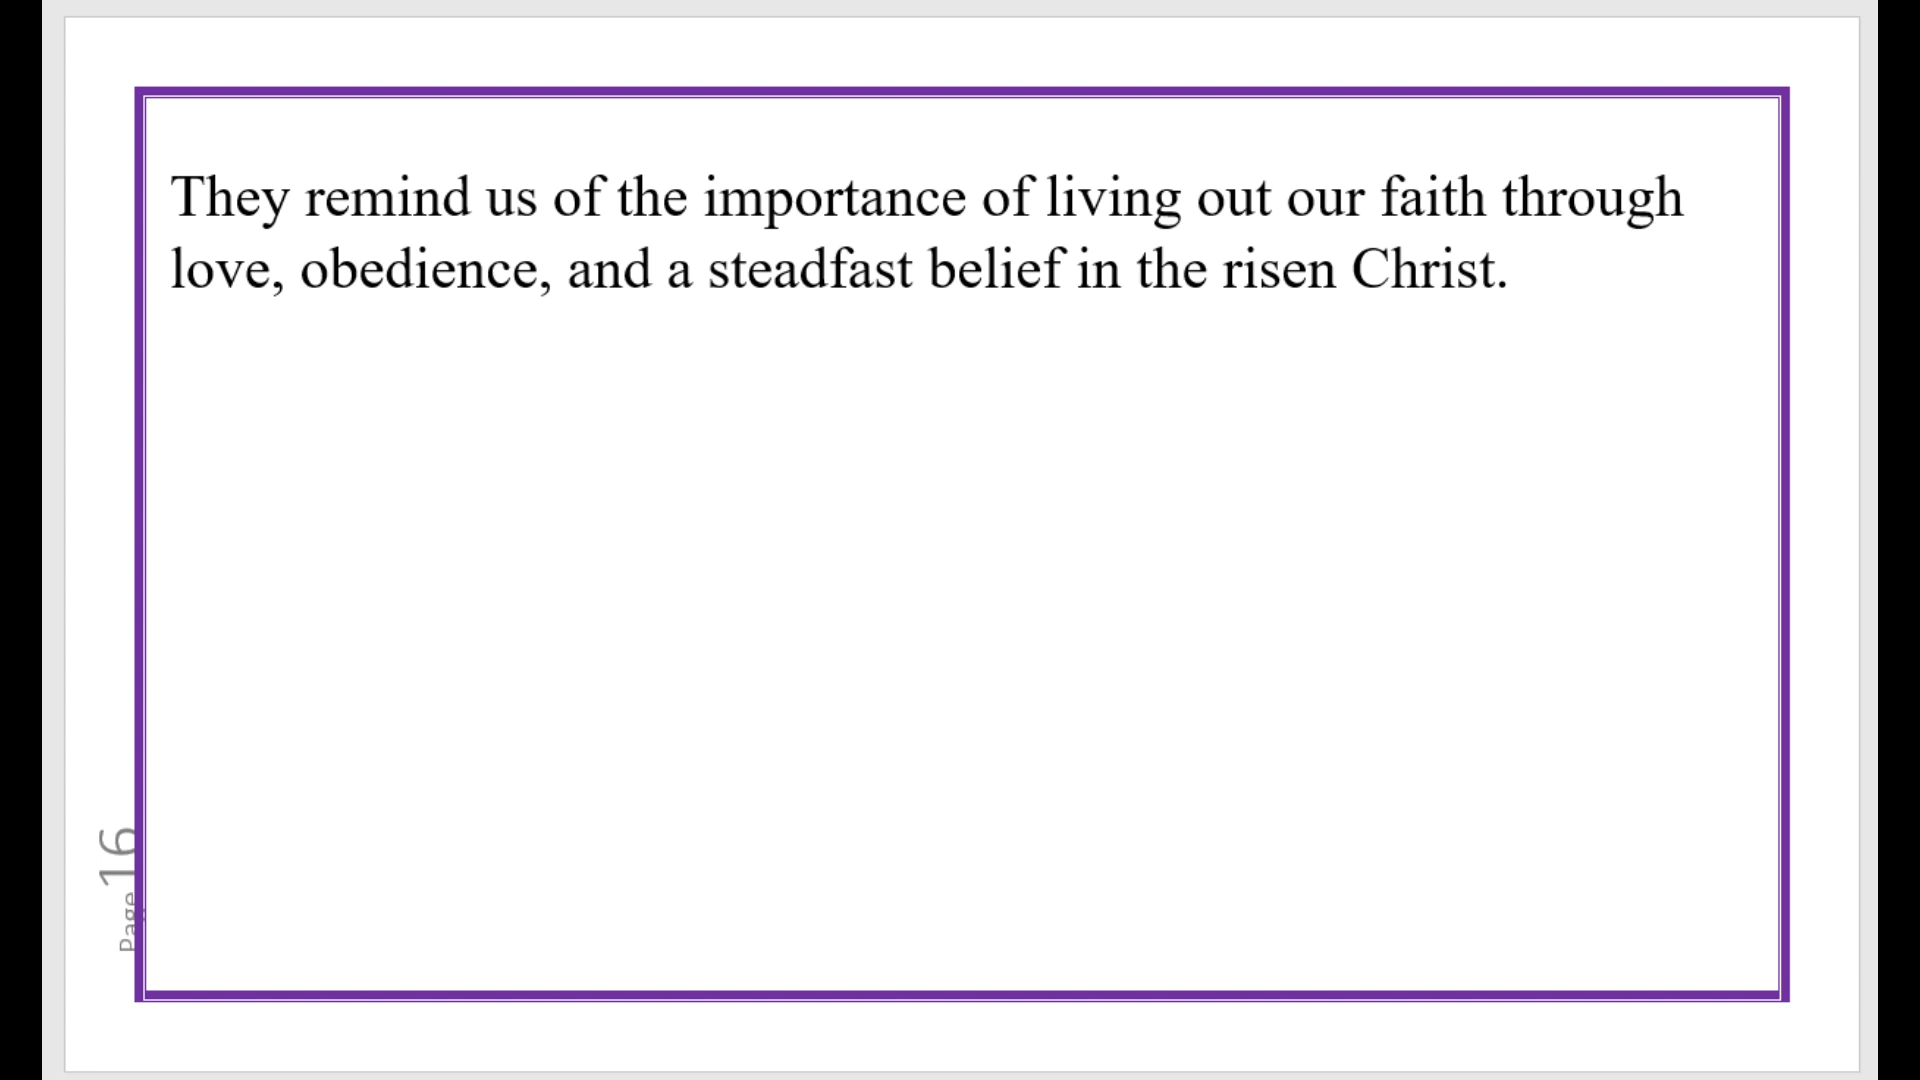 They remind us of the importance of living out our faith through
love, obedience, and a steadfast belief in the risen Christ.
Page 16